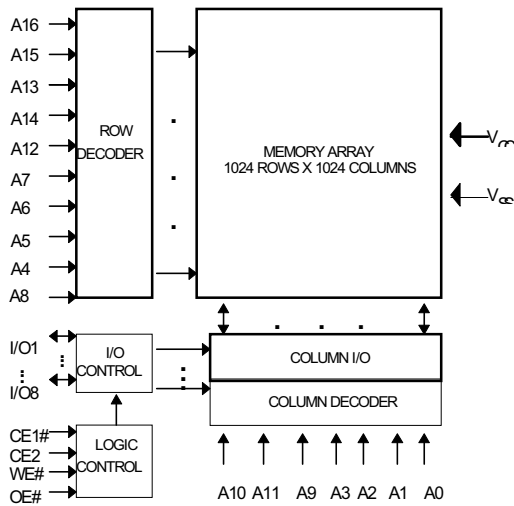 A16
A15
A13
A14
A12
A7
A6
A5
A4
A8
ROW
DECODER
MEMORY ARRAY
1024 ROWS X 1024 COLUMNS
I/O1
I/O8
I/O
CONTROL
COLUMN I/O
COLUMN DECODER
CE1#
CE2
WE#
OE#
LOGIC
CONTROL
A10 A11 A9 A3 A2 A1 A0